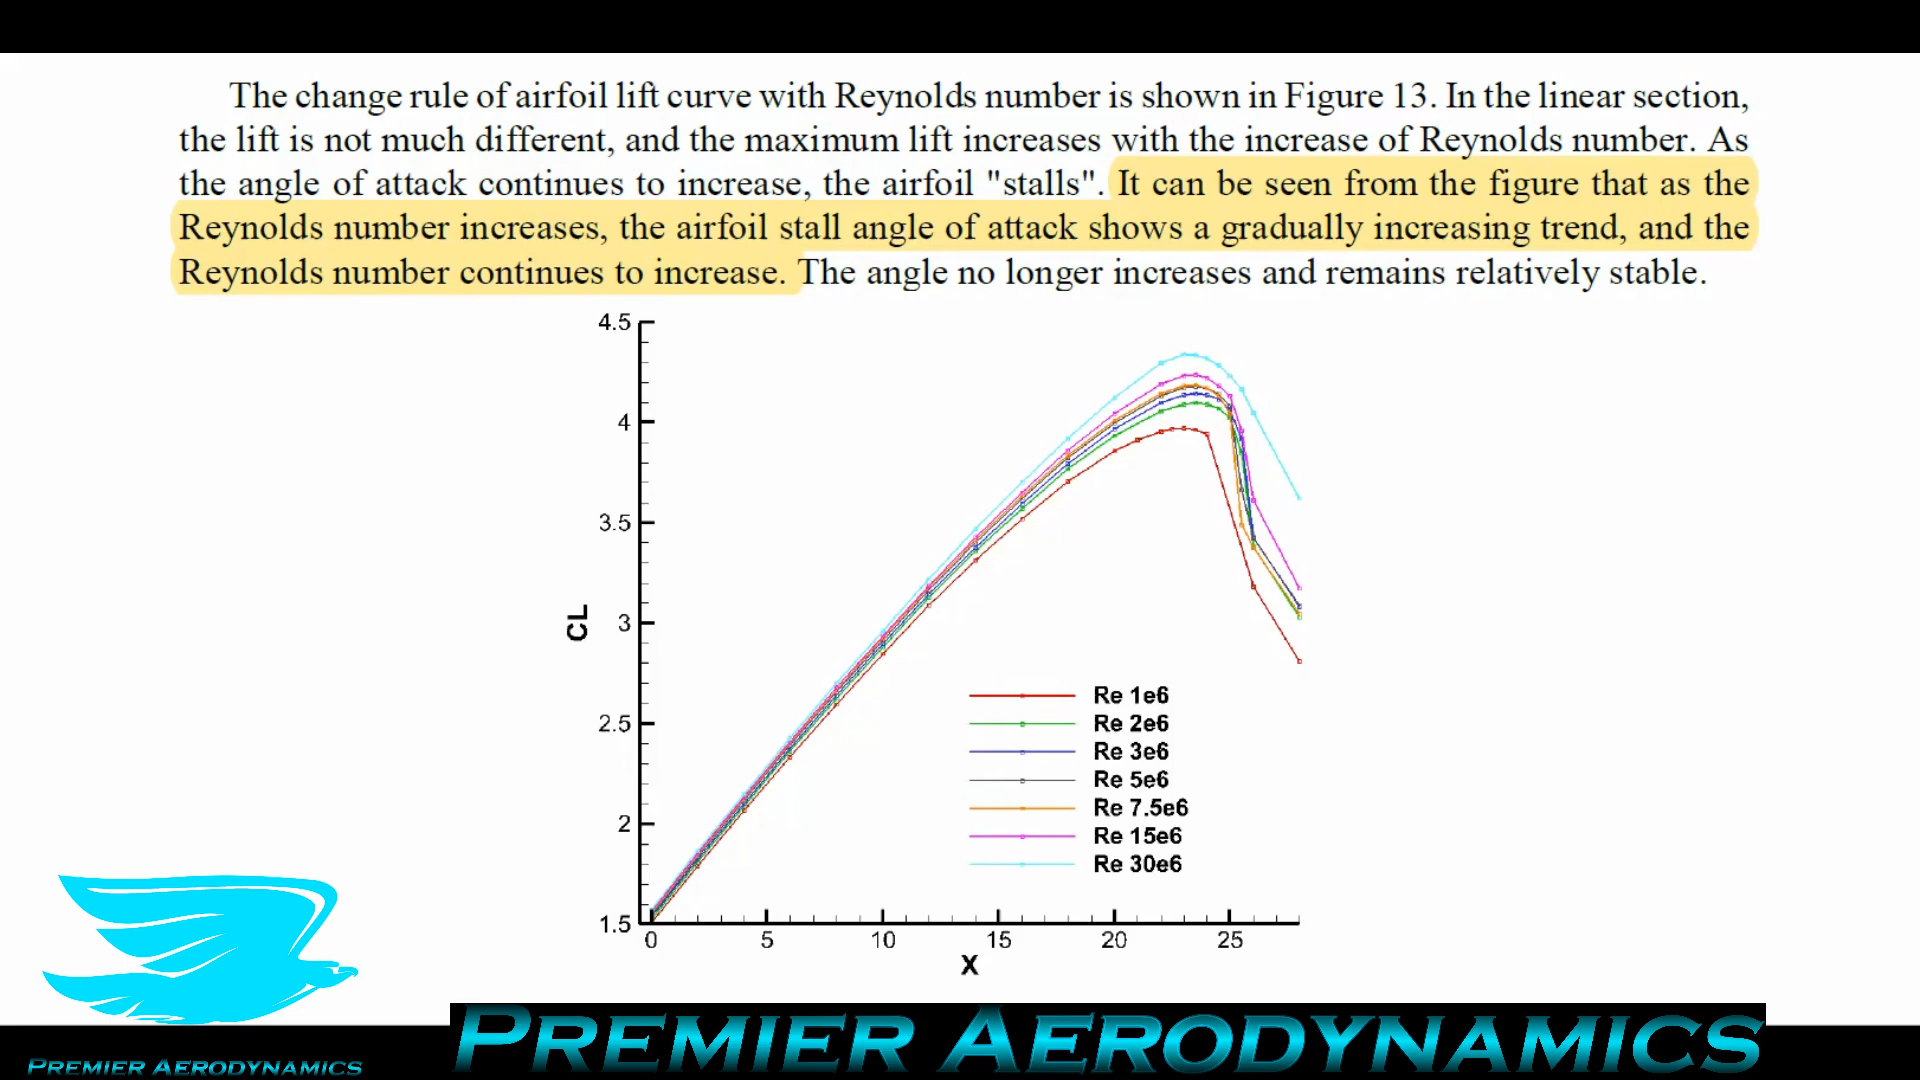 The change rule of airfoil lift curve with Reynolds number is shown in Figure 13. In the linear section,
the lift is not much different, and the maximum lift increases with the increase of Reynolds number. As
the angle of attack continues to increase, the airfoil "stalls". It can be seen from the figure that as the
Reynolds number increases, the airfoil stall angle of attack shows a gradually increasing trend, and the
Reynolds number continues to increase. The angle no longer increases and remains relatively stable.
4.5
4
3.5
CL
3
2.5
2
1.5
Re 1e6
Re 2e6
Re 3e6
Re 5e6
Re 7.5e6
Re 15e6
Re 30e6
0 5 10 15 20 25
X
PREMIER AERODYNAMICS
PREMIER AERODYNAMICS